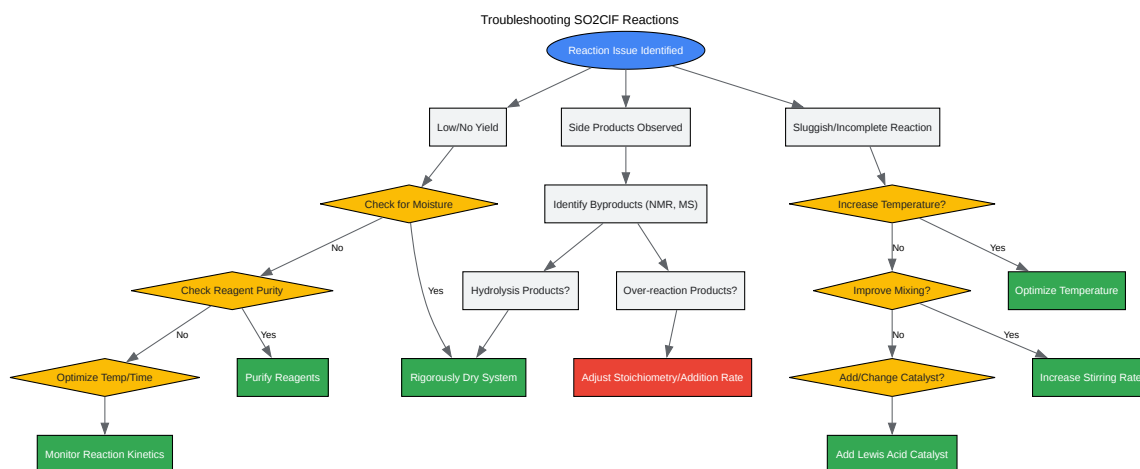 Troubleshooting SO2ClF Reactions
Reaction Issue Identified
Low/No Yield
Side Products Observed
Sluggish/Incomplete Reaction
Check for Moisture
Identify Byproducts (NMR, MS)
Increase Temperature?
No
No
Yes
Check Reagent Purity
Yes
Hydrolysis Products?
Over-reaction Products?
Improve Mixing?
Optimize Temperature
No
Yes
No
Yes
Optimize Temp/Time
Purify Reagents
Rigorously Dry System
Adjust Stoichiometry/Addition Rate
Add/Change Catalyst?
Increase Stirring Rate
Monitor Reaction Kinetics
Add Lewis Acid Catalyst